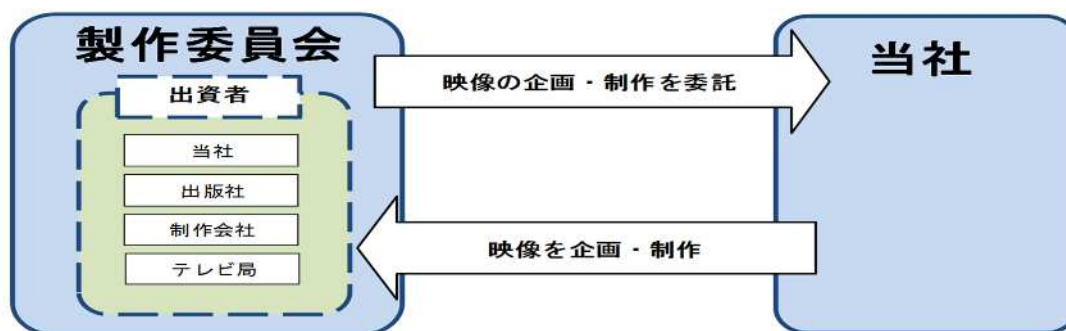 製作委員会
出資者
当社
出版社
制作会社
テレビ局
映像の企画・制作を委託
映像を企画・制作
当社